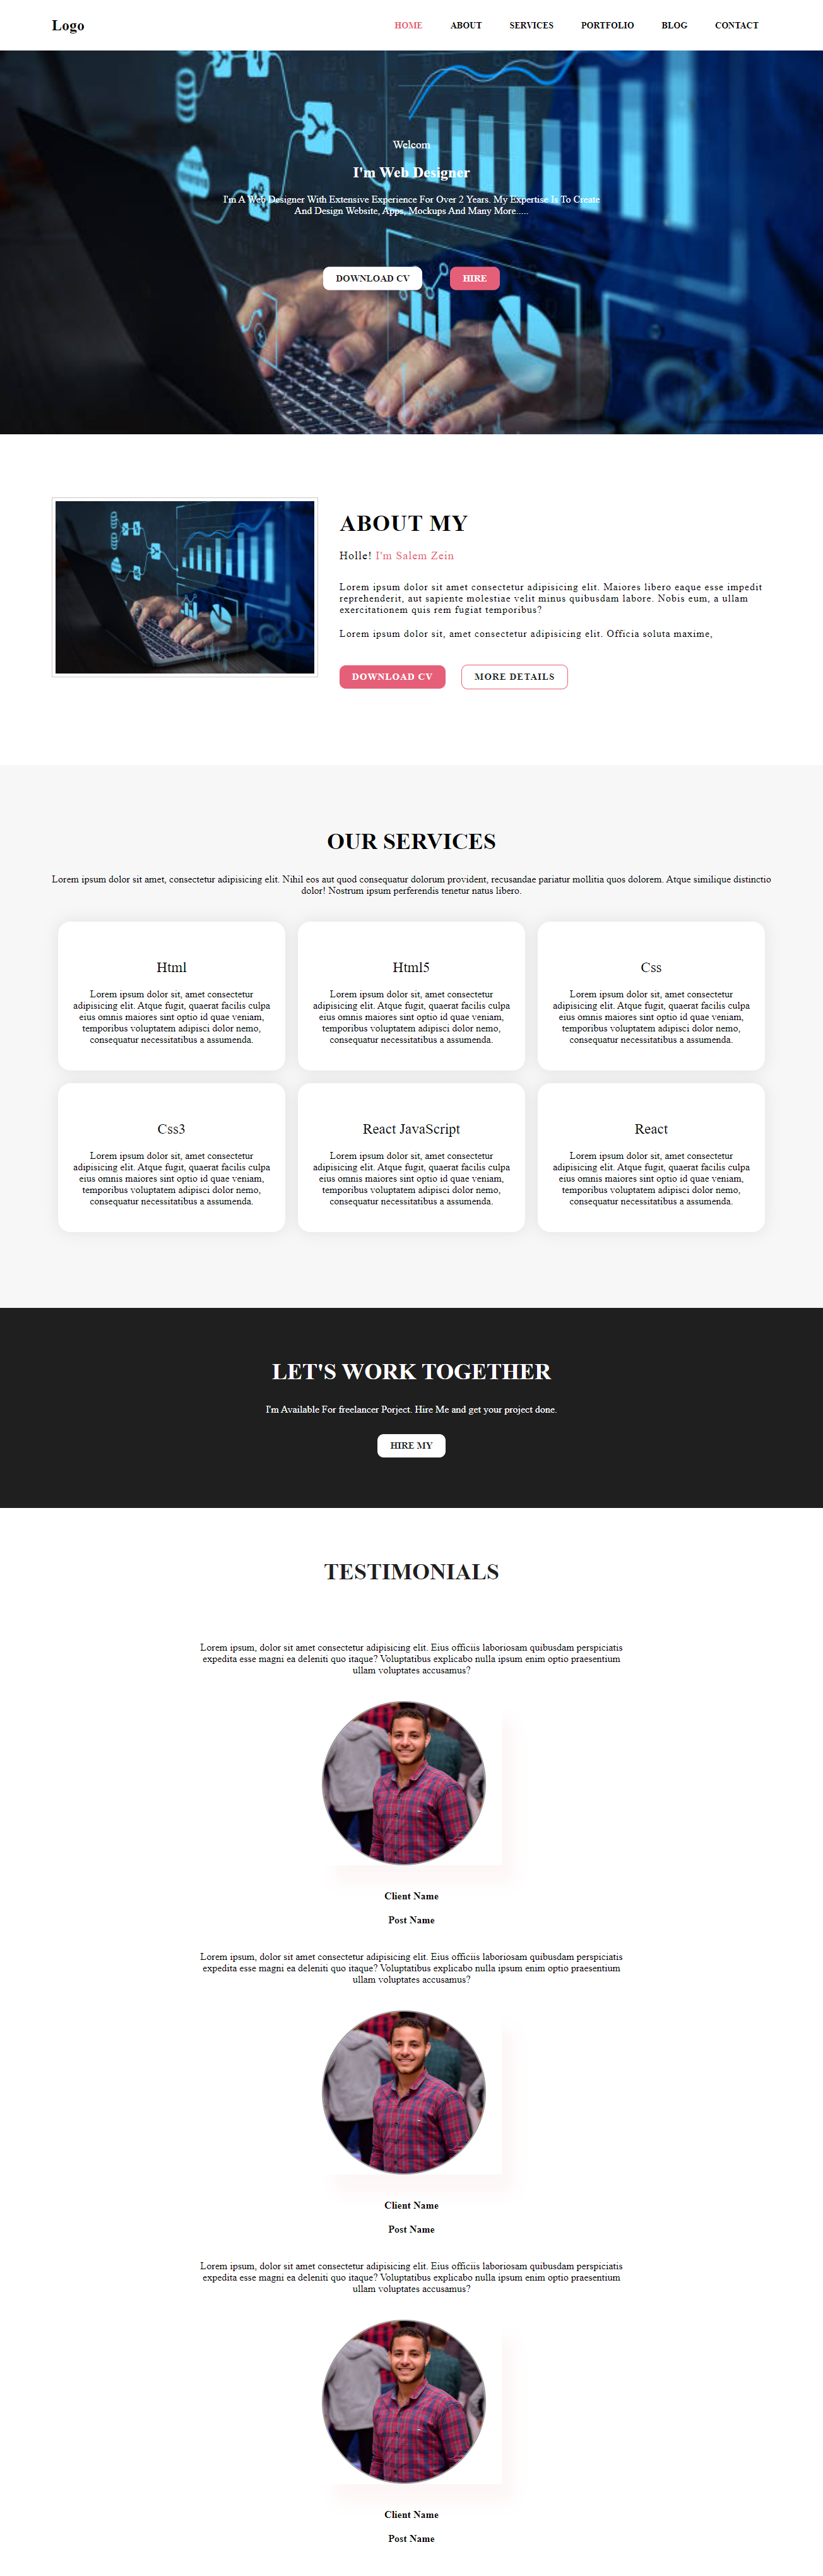 Logo
HOME ABOUT SERVICES PORTFOLIO BLOG CONTACT
Welcom
I'm Web Designer
I'm A Web Designer With Extensive Experience For Over 2 Years. My Expertise Is To Create
And Design Website, Apps, Mockups And Many More.....
DOWNLOAD CV HIRE
ABOUT MY
Holle! I'm Salem Zein
Lorem ipsum dolor sit amet consectetur adipisicing elit. Maiores libero eaque esse impedit
reprehenderit, aut sapiente molestiae velit minus quibusdam labore. Nobis eum, a ullam
exercitationem quis rem fugiat temporibus?
Lorem ipsum dolor sit, amet consectetur adipisicing elit. Officia soluta maxime,
DOWNLOAD CV MORE DETAILS
OUR SERVICES
Lorem ipsum dolor sit amet, consectetur adipisicing elit. Nihil eos aut quod consequatur dolorum provident, recusandae pariatur mollitia quos dolorem. Atque similique distinctio
dolor! Nostrum ipsum perferendis tenetur natus libero.
Html
Lorem ipsum dolor sit, amet consectetur
adipisicing elit. Atque fugit, quaerat facilis culpa
eius omnis maiores sint optio id quae veniam,
temporibus voluptatem adipisci dolor nemo,
consequatur necessitatibus a assumenda.
Html5
Lorem ipsum dolor sit, amet consectetur
adipisicing elit. Atque fugit, quaerat facilis culpa
eius omnis maiores sint optio id quae veniam,
temporibus voluptatem adipisci dolor nemo,
consequatur necessitatibus a assumenda.
Css
Lorem ipsum dolor sit, amet consectetur
adipisicing elit. Atque fugit, quaerat facilis culpa
eius omnis maiores sint optio id quae veniam,
temporibus voluptatem adipisci dolor nemo,
consequatur necessitatibus a assumenda.
Css3
Lorem ipsum dolor sit, amet consectetur
adipisicing elit. Atque fugit, quaerat facilis culpa
eius omnis maiores sint optio id quae veniam,
temporibus voluptatem adipisci dolor nemo,
consequatur necessitatibus a assumenda.
React JavaScript
Lorem ipsum dolor sit, amet consectetur
adipisicing elit. Atque fugit, quaerat facilis culpa
eius omnis maiores sint optio id quae veniam,
temporibus voluptatem adipisci dolor nemo,
consequatur necessitatibus a assumenda.
React
Lorem ipsum dolor sit, amet consectetur
adipisicing elit. Atque fugit, quaerat facilis culpa
eius omnis maiores sint optio id quae veniam,
temporibus voluptatem adipisci dolor nemo,
consequatur necessitatibus a assumenda.
LET'S WORK TOGETHER
I'm Available For freelancer Porject. Hire Me and get your project done.
HIRE MY
TESTIMONIALS
Lorem ipsum, dolor sit amet consectetur adipisicing elit. Eius officiis laboriosam quibusdam perspiciatis
expedita esse magni ea deleniti quo itaque? Voluptatibus explicabo nulla ipsum enim optio praesentium
ullam voluptates accusamus?
Client Name
Post Name
Lorem ipsum, dolor sit amet consectetur adipisicing elit. Eius officiis laboriosam quibusdam perspiciatis
expedita esse magni ea deleniti quo itaque? Voluptatibus explicabo nulla ipsum enim optio praesentium
ullam voluptates accusamus?
Client Name
Post Name
Lorem ipsum, dolor sit amet consectetur adipisicing elit. Eius officiis laboriosam quibusdam perspiciatis
expedita esse magni ea deleniti quo itaque? Voluptatibus explicabo nulla ipsum enim optio praesentium
ullam voluptates accusamus?
Client Name
Post Name